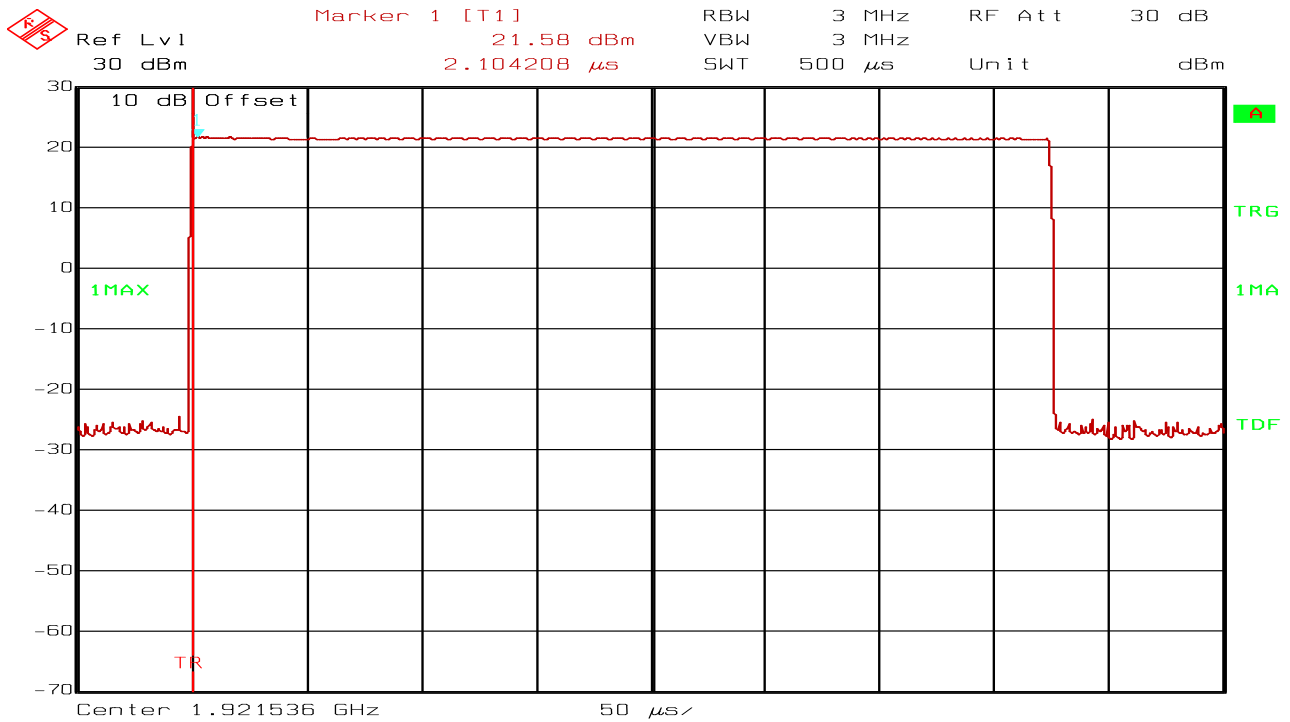 Marker 1 [T1] RBW 3 MHz RF Att 30 dB
Ref Lvl 21.58 dBm VBW 3 MHz
30 dBm 2.104208 µs SWT 500 µs Unit dBm
30
10 dB Offset
A
1
20
10
TRG
0
1MAX
1MA
-10
-20
TDF
-30
-40
-50
-60
TR
-70
Center 1.921536 GHz 50 µs/
R
S